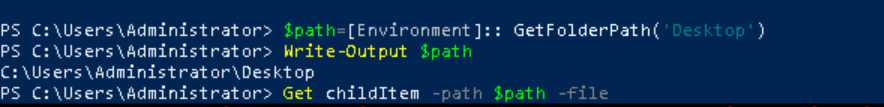 PS C:\Users\Administrator> $path=[Environment]:: GetFolderPath('Desktop')
PS C:\Users\Administrator> Write-Output $path
C:\Users\Administrator\Desktop
PS C:\Users\Administrator> Get childItem -path $path -file